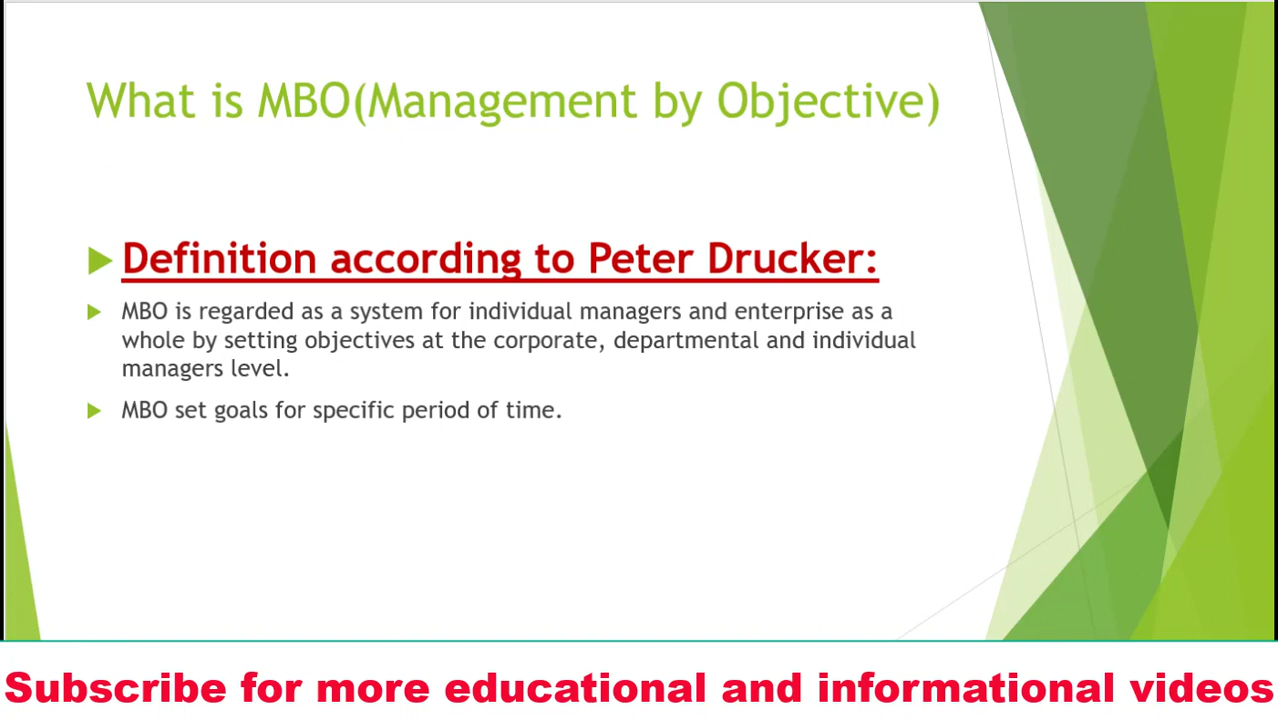 What is MBO(Management by Objective)
Definition according to Peter Drucker:
MBO is regarded as a system for individual managers and enterprise as a
whole by setting objectives at the corporate, departmental and individual
managers level.
MBO set goals for specific period of time.
Subscribe for more educational and informational videos